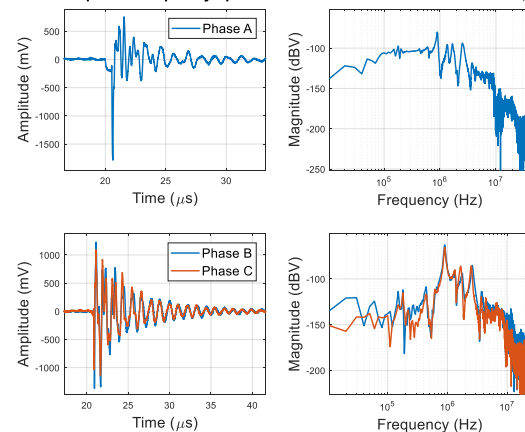 Phase A
Amplitude (mV)
500
0
-500
-1000
-1500
20
25
30
Time (μs)
Magnitude (dBV)
-100
-150
-200
-250
10^5
10^6
10^7
Frequency (Hz)
Phase B
Phase C
Amplitude (mV)
1000
500
0
-500
-1000
20
25
30
35
40
Time (μs)
Magnitude (dBV)
-100
-150
-200
10^5
10^6
10^7
Frequency (Hz)